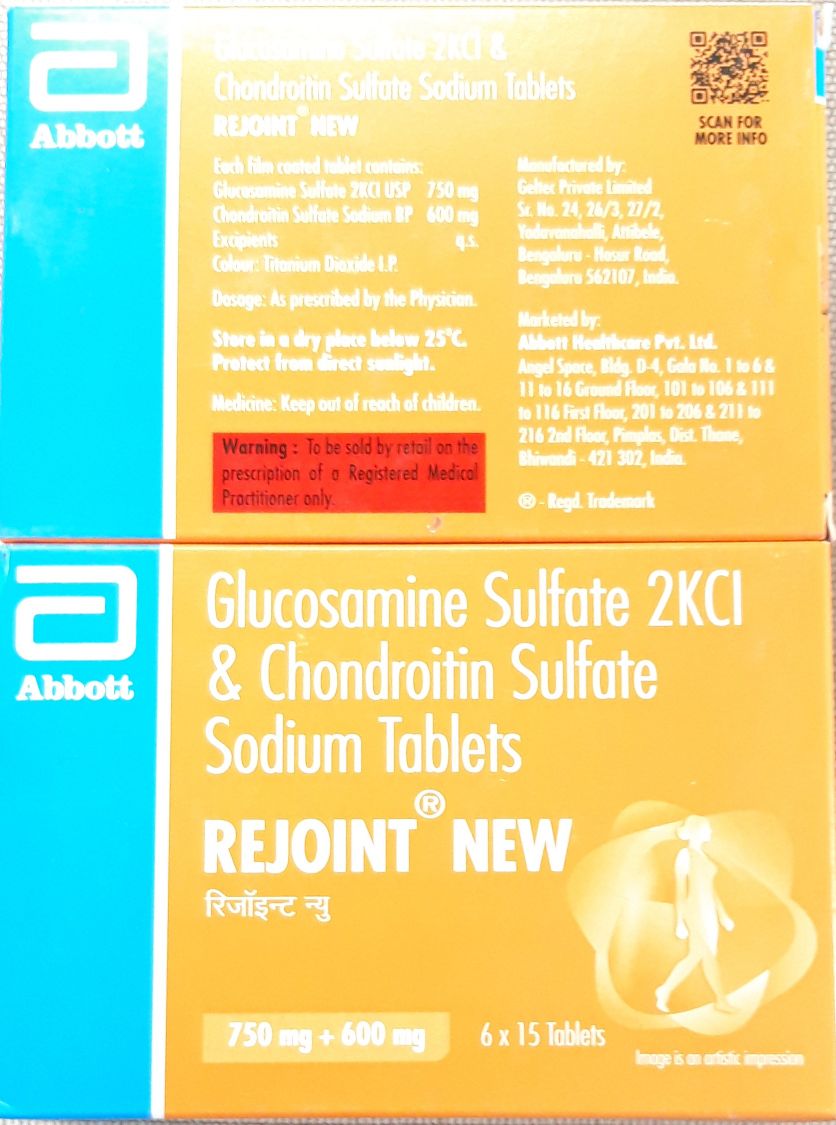 Abbott
Glucosamine Sulfate 2KCl &
Chondroitin Sulfate Sodium Tablets
REJOINT® NEW
Each film coated tablet contains:
Glucosamine Sulfate 2KCl USP 750 mg
Chondroitin Sulfate Sodium BP 600 mg
Excipients q.s.
Colour: Titanium Dioxide I.P.
Dosage: As prescribed by the Physician.
Store in a dry place below 25°C.
Protect from direct sunlight.
Medicine: Keep out of reach of children.
Warning : To be sold by retail on the
prescription of a Registered Medical
Practitioner only.
SCAN FOR
MORE INFO
Manufactured by:
Geltec Private Limited
Sr. No. 24, 26/3, 27/2,
Yadavanahalli, Attibele,
Bengaluru - Hosur Road,
Bengaluru 562107, India.
Marketed by:
Abbott Healthcare Pvt. Ltd.
Angel Space, Bldg. D-4, Gala No. 1 to 6 &
11 to 16 Ground Floor, 101 to 106 & 111
to 116 First Floor, 201 to 206 & 211 to
216 2nd Floor, Pimplas, Dist. Thane,
Bhiwandi - 421 302, India.
® - Regd. Trademark
Abbott
Glucosamine Sulfate 2KCl
& Chondroitin Sulfate
Sodium Tablets
REJOINT® NEW
रिजॉइन्ट न्यु
750 mg + 600 mg 6 x 15 Tablets
Image is an artistic impression